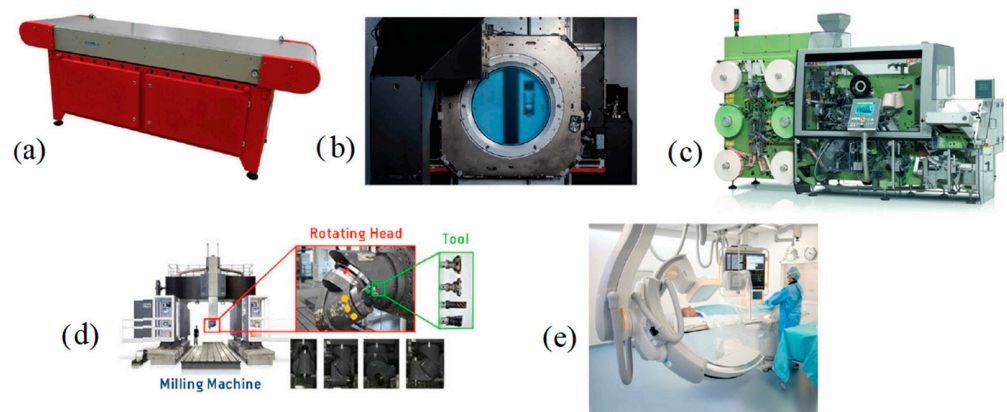 (a)
(b)
(c)
Rotating Head
Tool
(d)
Milling Machine
(e)